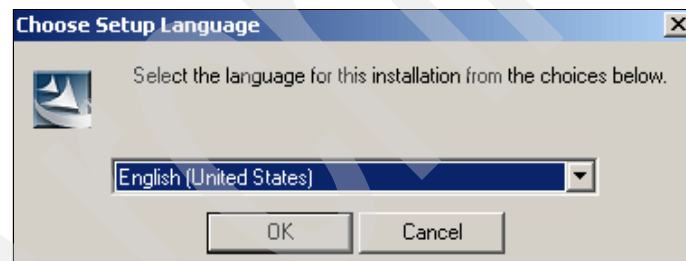 Choose Setup Language
Select the language for this installation from the choices below.
English (United States)
OK
Cancel